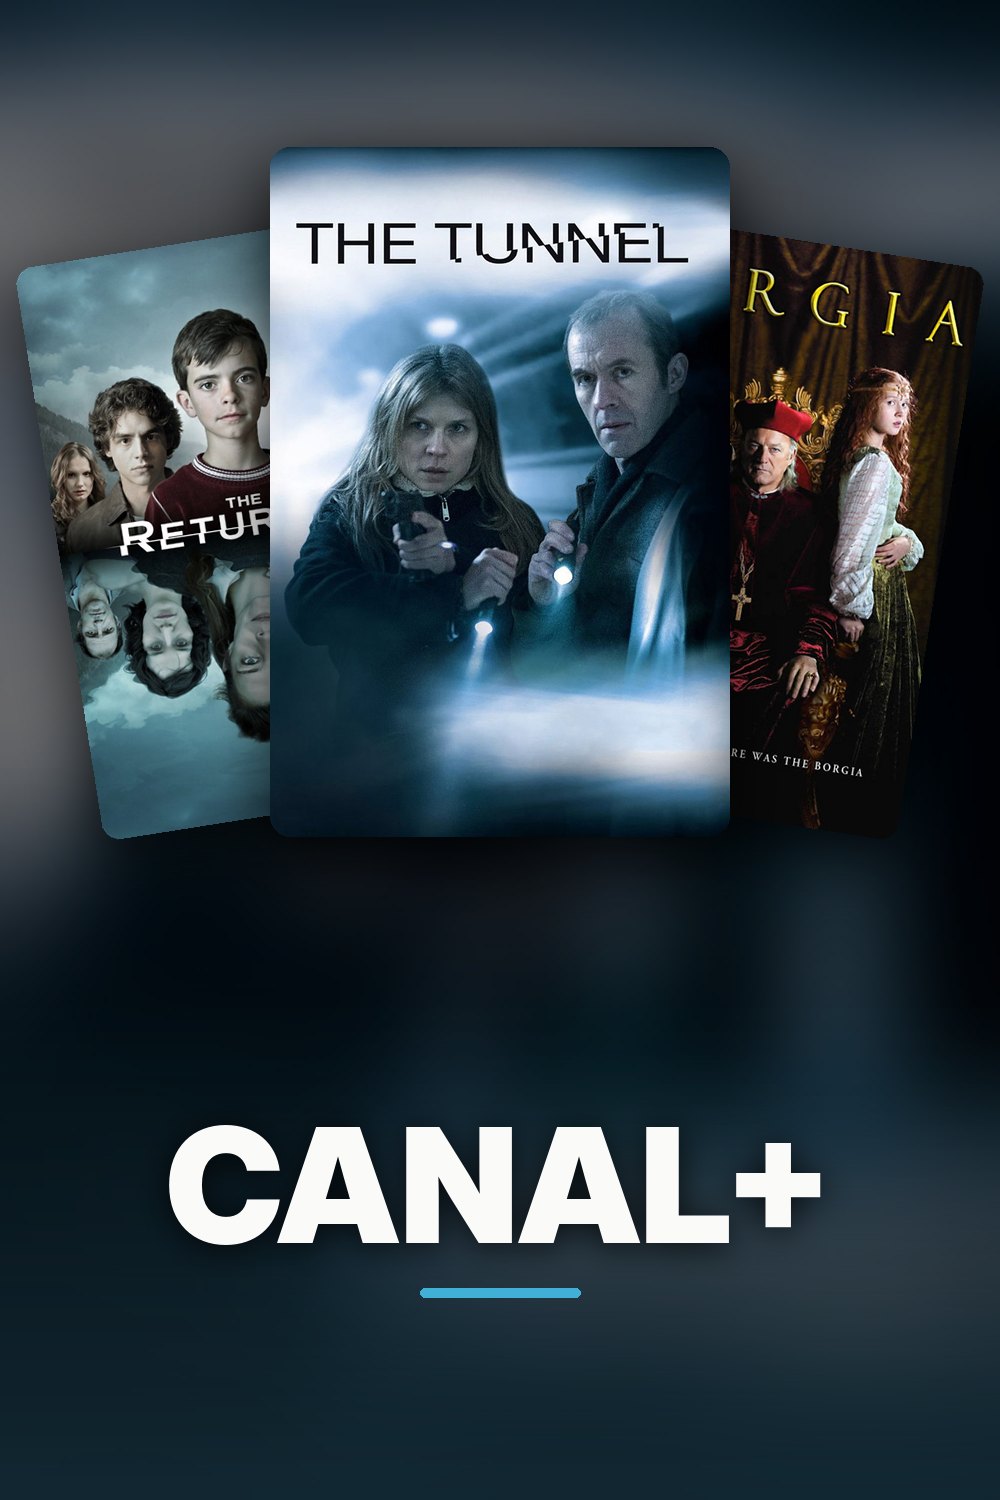 THE TUNNEL
THE
RETUR
RGIA
RE WAS THE BORGIA
CANAL+